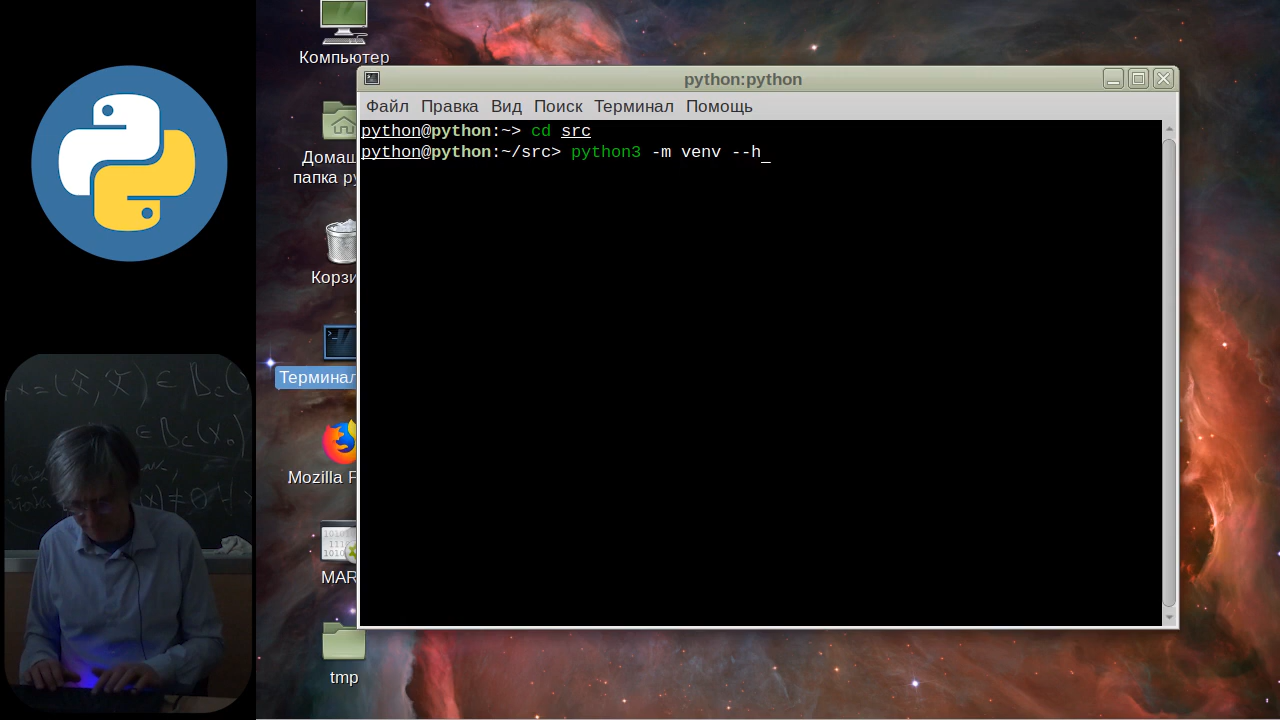 Компьютер
Домаш
папка ру
Корзи
Терминал
Mozilla F
MAR
tmp
python:python
Файл Правка Вид Поиск Терминал Помощь
python@python:~> cd src
python@python:~/src> python3 -m venv --h_